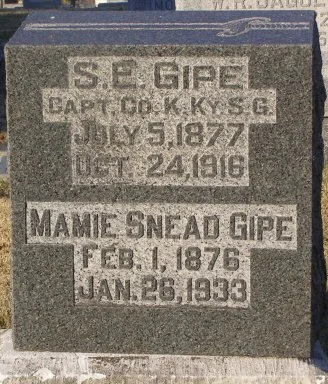 S.E. GIPE
CAPT. CO. K. KY. S.G.
JULY 5, 1877
OCT. 24, 1916
MAMIE SNEAD GIPE
FEB. 1, 1876
JAN. 26, 1933